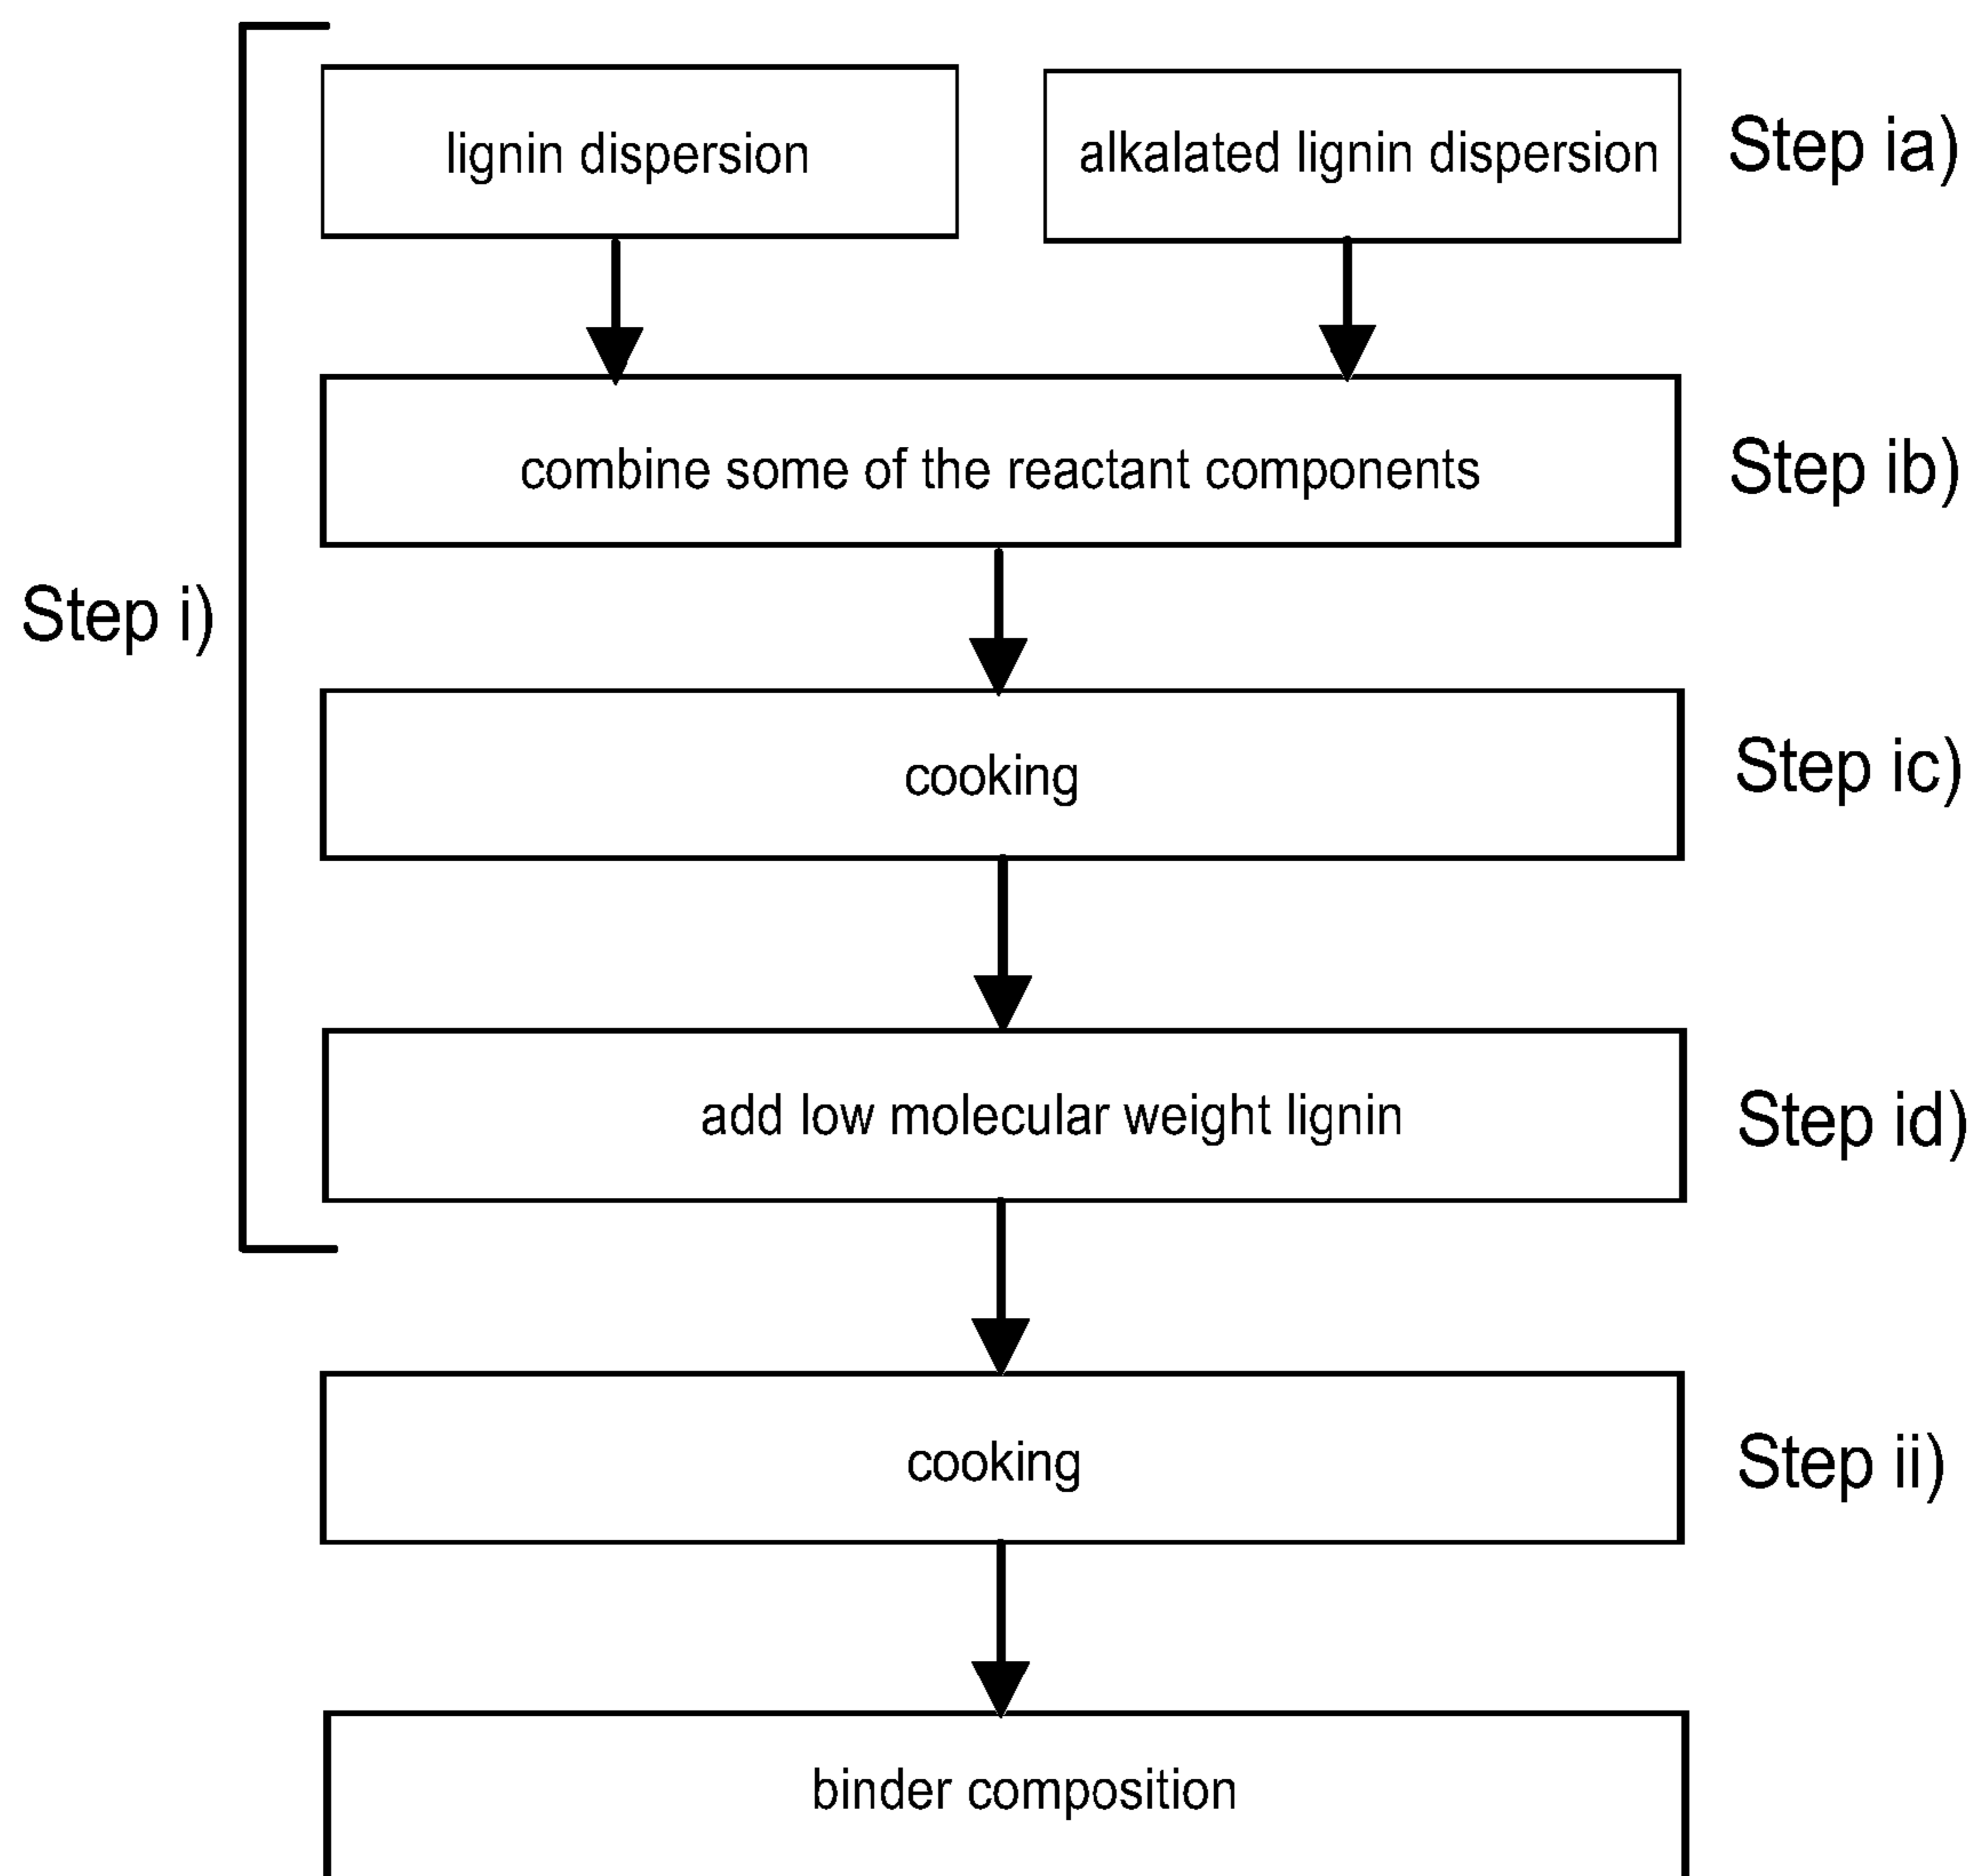 lignin dispersion
alkalated lignin dispersion
Step ia)
combine some of the reactant components
Step ib)
Step i)
cooking
Step ic)
add low molecular weight lignin
Step id)
cooking
Step ii)
binder composition